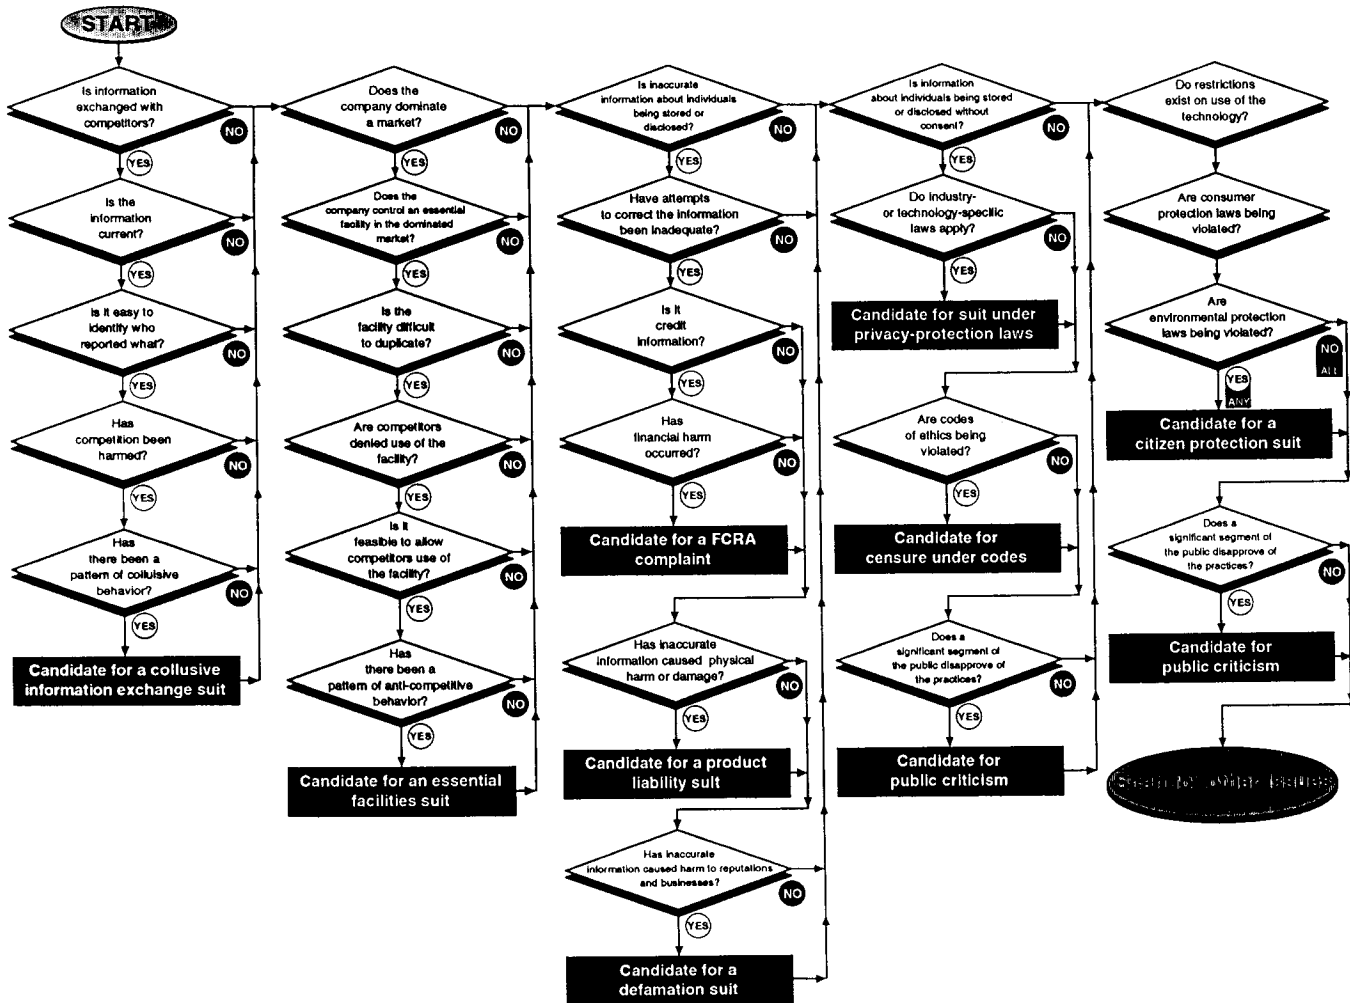 START
Is information
exchanged with
competitors?
NO
YES
Is the
information
current?
NO
YES
Is it easy to
identify who
reported what?
NO
YES
Has
competition been
harmed?
NO
YES
Has
there been a
pattern of collusive
behavior?
NO
YES
Candidate for a collusive
information exchange suit
Does the
company dominate
a market?
NO
YES
Does the
company control an essential
facility in the dominated
market?
NO
YES
Is the
facility difficult
to duplicate?
NO
YES
Are competitors
denied use of the
facility?
NO
YES
Is it
feasible to allow
competitors use of
the facility?
NO
YES
Has
there been a
pattern of anti-competitive
behavior?
NO
YES
Candidate for an essential
facilities suit
Is inaccurate
information about individuals
being stored or
disclosed?
NO
YES
Have attempts
to correct the information
been inadequate?
NO
YES
Is it
credit
information?
NO
YES
Has
financial harm
occurred?
NO
YES
Candidate for a FCRA
complaint
Has inaccurate
information caused physical
harm or damage?
NO
YES
Candidate for a product
liability suit
Has inaccurate
information caused harm to reputations
and businesses?
NO
YES
Candidate for a
defamation suit
Is information
about individuals being stored
or disclosed without
consent?
NO
YES
Do industry-
or technology-specific
laws apply?
NO
YES
Candidate for suit under
privacy-protection laws
Are codes
of ethics being
violated?
NO
YES
Candidate for
censure under codes
Does a
significant segment of
the public disapprove of
the practices?
NO
YES
Candidate for
public criticism
Do restrictions
exist on use of the
technology?
Are consumer
protection laws being
violated?
Are
environmental protection
laws being violated?
NO
ALL
YES
ANY
Candidate for a
citizen protection suit
Does a
significant segment of
the public disapprove of
the practices?
NO
YES
Candidate for
public criticism